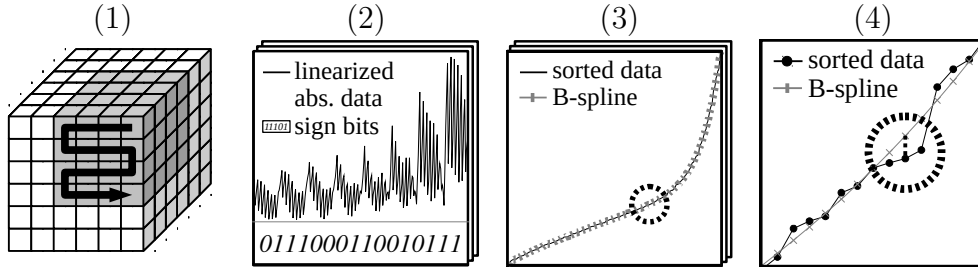 (1)
(2)
(3)
(4)
linearized
abs. data
11101 sign bits
0111000110010111
sorted data
B-spline
sorted data
B-spline